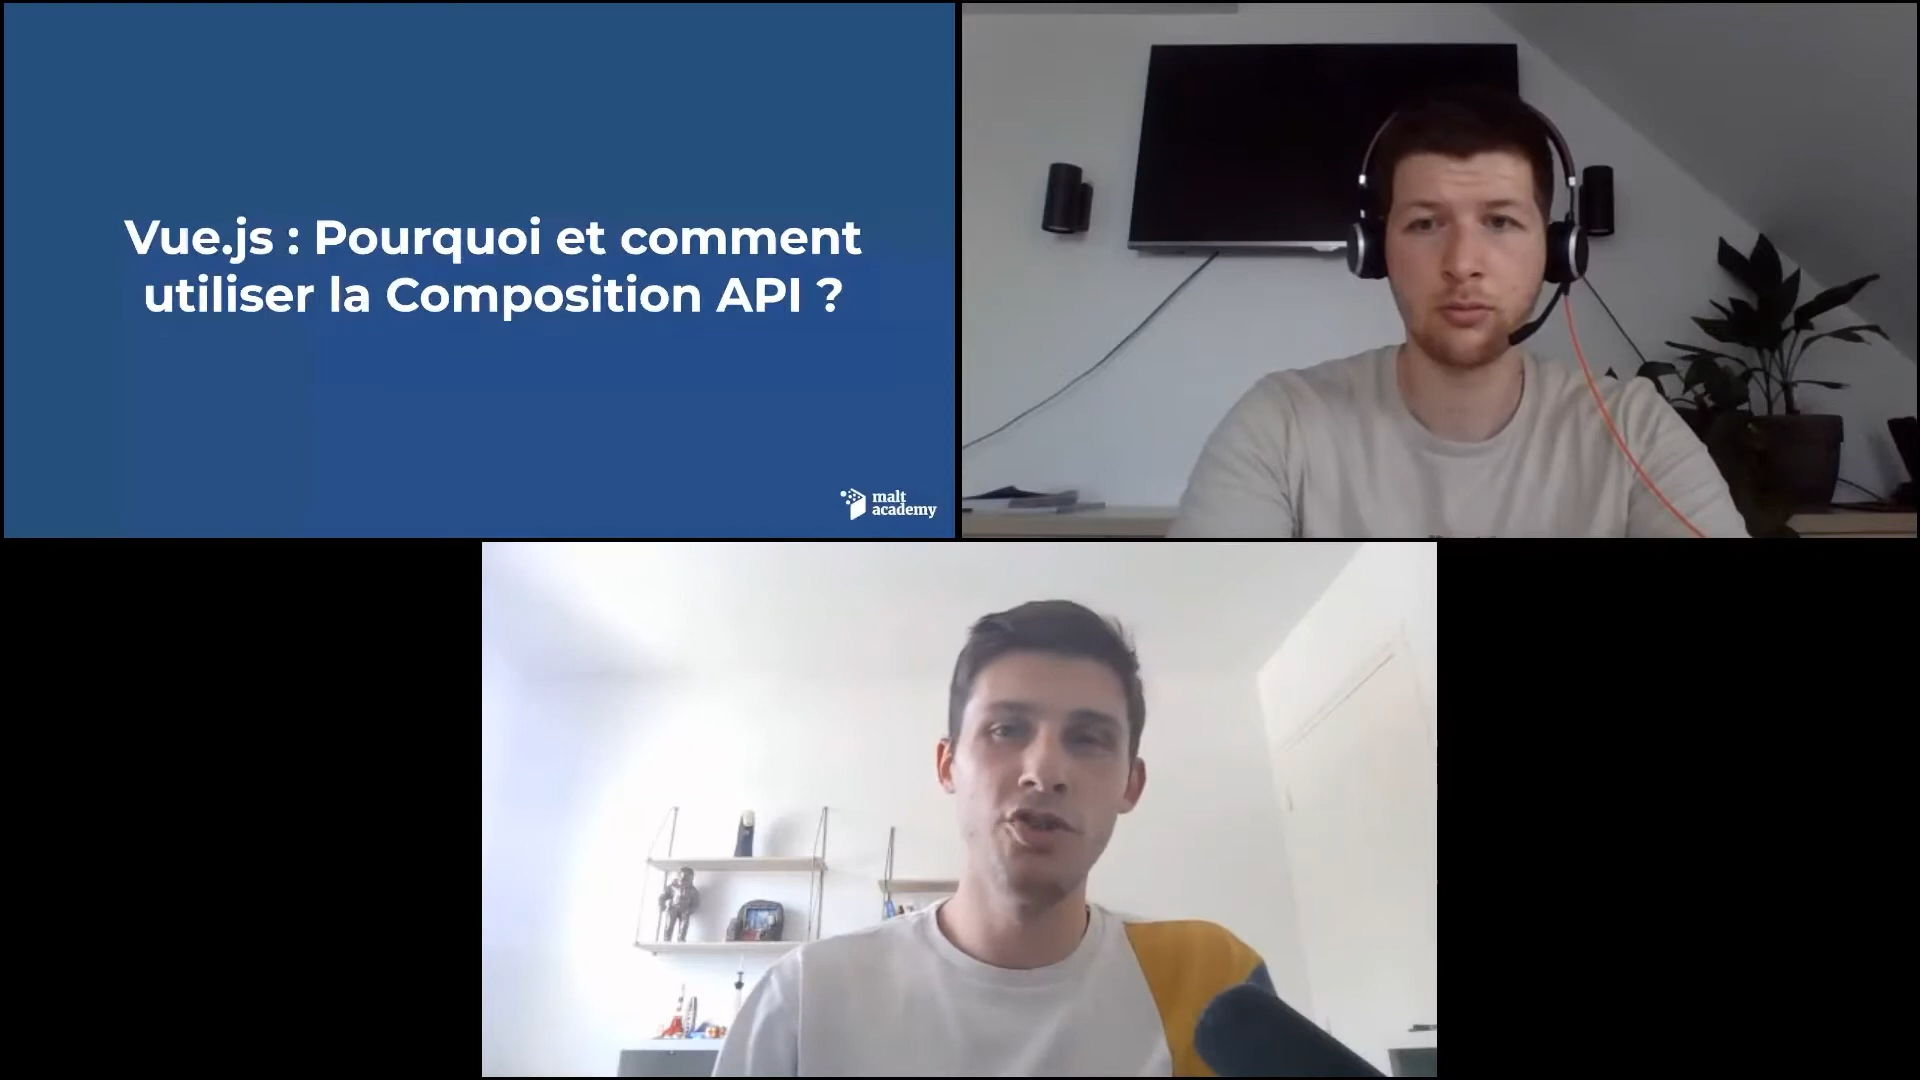 Vue.js : Pourquoi et comment
utiliser la Composition API ?
malt
academy